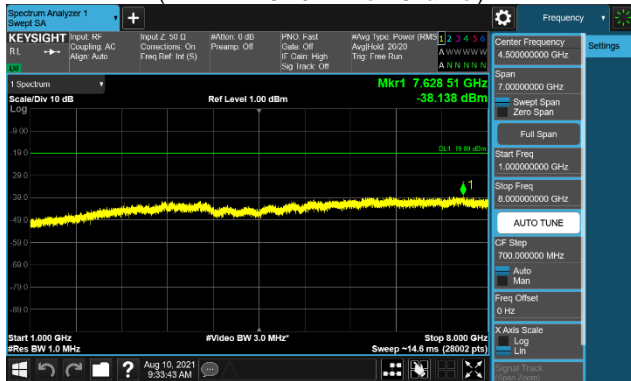 Spectrum Analyzer 1
Swept SA
Frequency
KEYSIGHT
Input: RF
Input Z: 50 Ω
#Atten: 0 dB
PNO: Fast
#Avg Type: Power (RMS
1 2 3 4 5 6
RL
Coupling: AC
Corrections: On
Preamp: Off
Gate: Off
Avg|Hold: 20/20
A W W W W W
Align: Auto
Freq Ref: Int (S)
IF Gain: High
Trig: Free Run
Sig Track: Off
A N N N N N
1 Spectrum
Mkr1 7.628 51 GHz
Scale/Div 10 dB
Ref Level 1.00 dBm
-38.138 dBm
Log
-9.00
-19.0
DL1 -19.00 dBm
-29.0
1
-39.0
-49.0
-59.0
-69.0
-79.0
-89.0
Start 1.000 GHz
#Video BW 3.0 MHz*
Stop 8.000 GHz
#Res BW 1.0 MHz
Sweep ~14.6 ms (28002 pts)
Center Frequency
4.500000000 GHz
Settings
Span
7.00000000 GHz
Swept Span
Zero Span
Full Span
Start Freq
1.000000000 GHz
Stop Freq
8.000000000 GHz
AUTO TUNE
CF Step
700.000000 MHz
Auto
Man
Freq Offset
0 Hz
X Axis Scale
Log
Lin
Signal Track
(Span Zoom)
?
Aug 10, 2021
9:33:43 AM